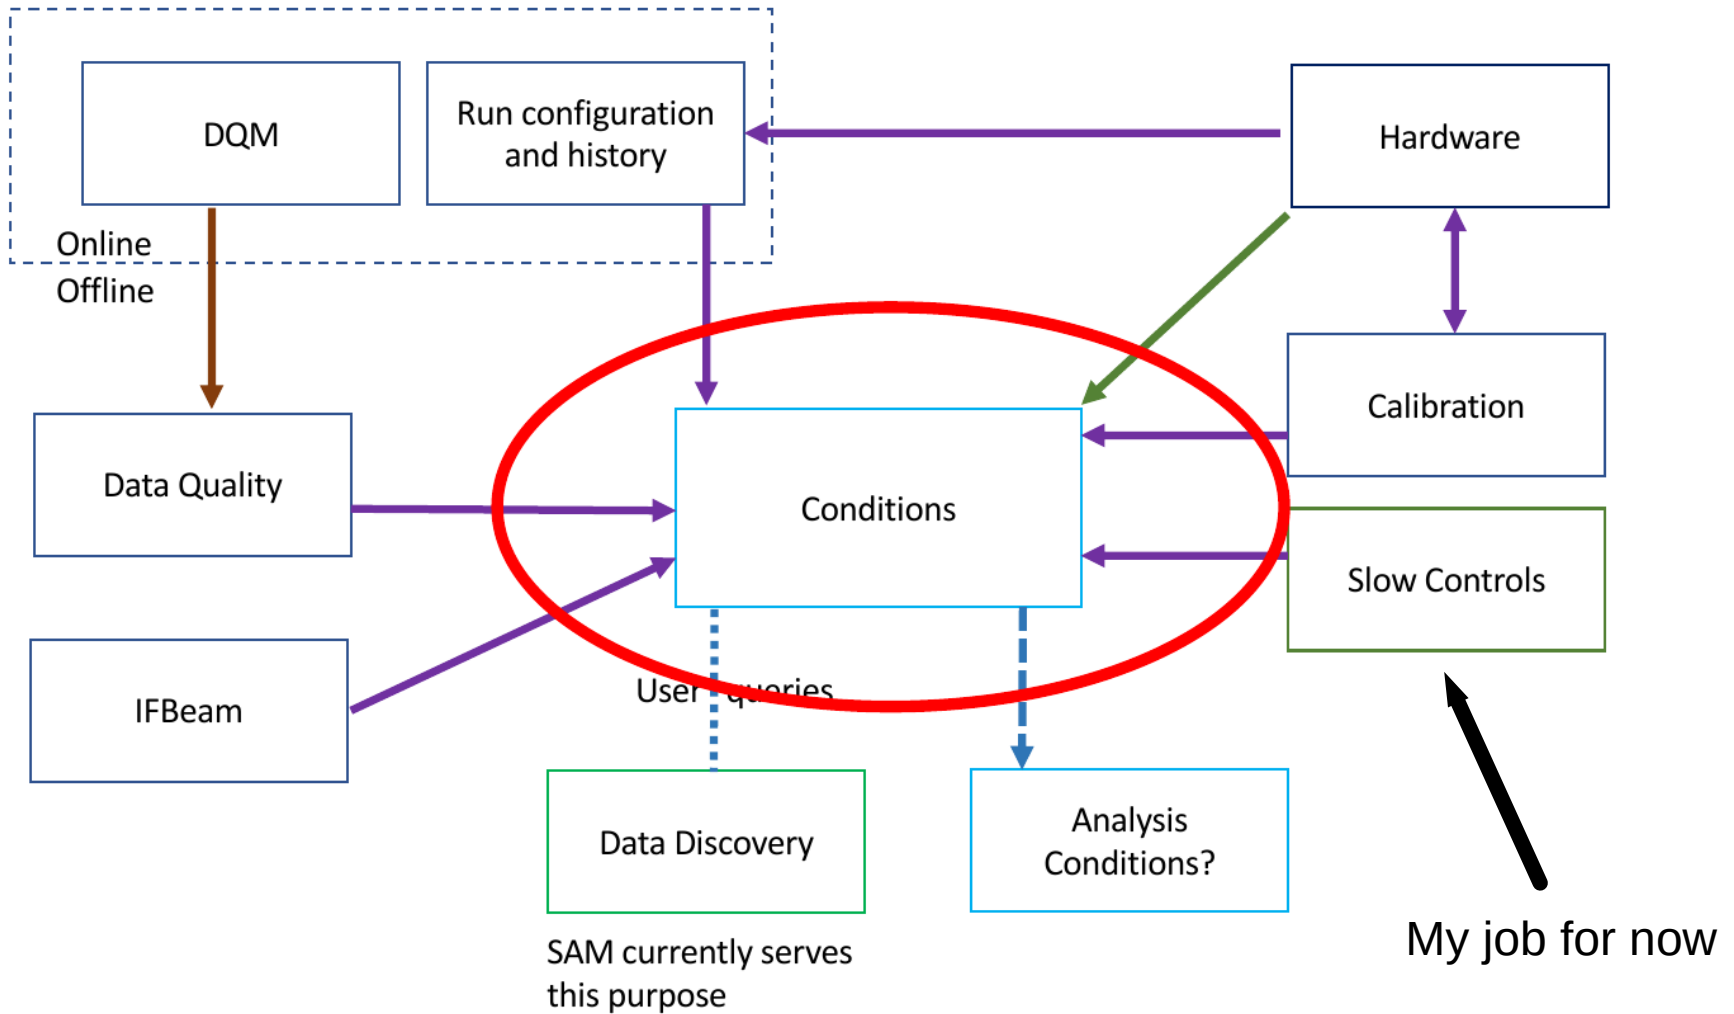 DQM
Run configuration
and history
Hardware
Online
Offline
Calibration
Data Quality
Conditions
Slow Controls
User queries
IFBeam
Data Discovery
Analysis
Conditions?
My job for now
SAM currently serves
this purpose